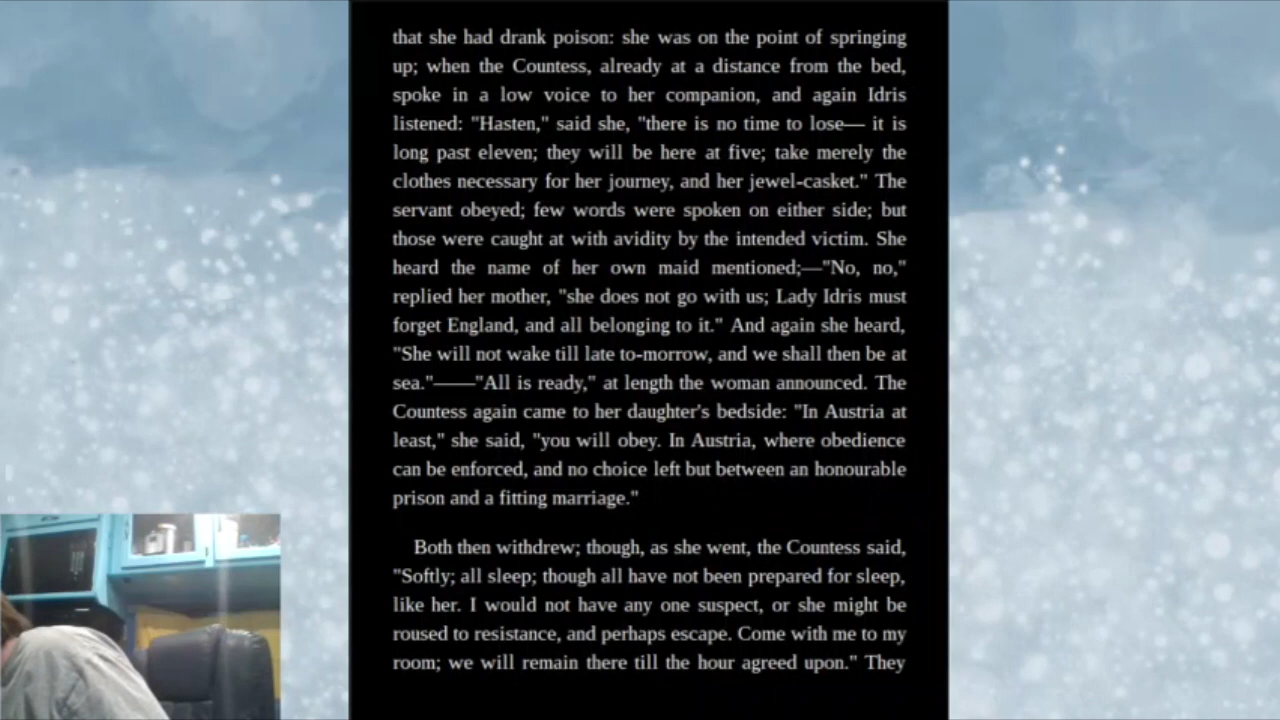 that she had drank poison: she was on the point of springing
up; when the Countess, already at a distance from the bed,
spoke in a low voice to her companion, and again Idris
listened: "Hasten," said she, "there is no time to lose— it is
long past eleven; they will be here at five; take merely the
clothes necessary for her journey, and her jewel-casket." The
servant obeyed; few words were spoken on either side; but
those were caught at with avidity by the intended victim. She
heard the name of her own maid mentioned;—"No, no,"
replied her mother, "she does not go with us; Lady Idris must
forget England, and all belonging to it." And again she heard,
"She will not wake till late to-morrow, and we shall then be at
sea."——"All is ready," at length the woman announced. The
Countess again came to her daughter's bedside: "In Austria at
least," she said, "you will obey. In Austria, where obedience
can be enforced, and no choice left but between an honourable
prison and a fitting marriage."
Both then withdrew; though, as she went, the Countess said,
"Softly; all sleep; though all have not been prepared for sleep,
like her. I would not have any one suspect, or she might be
roused to resistance, and perhaps escape. Come with me to my
room; we will remain there till the hour agreed upon." They